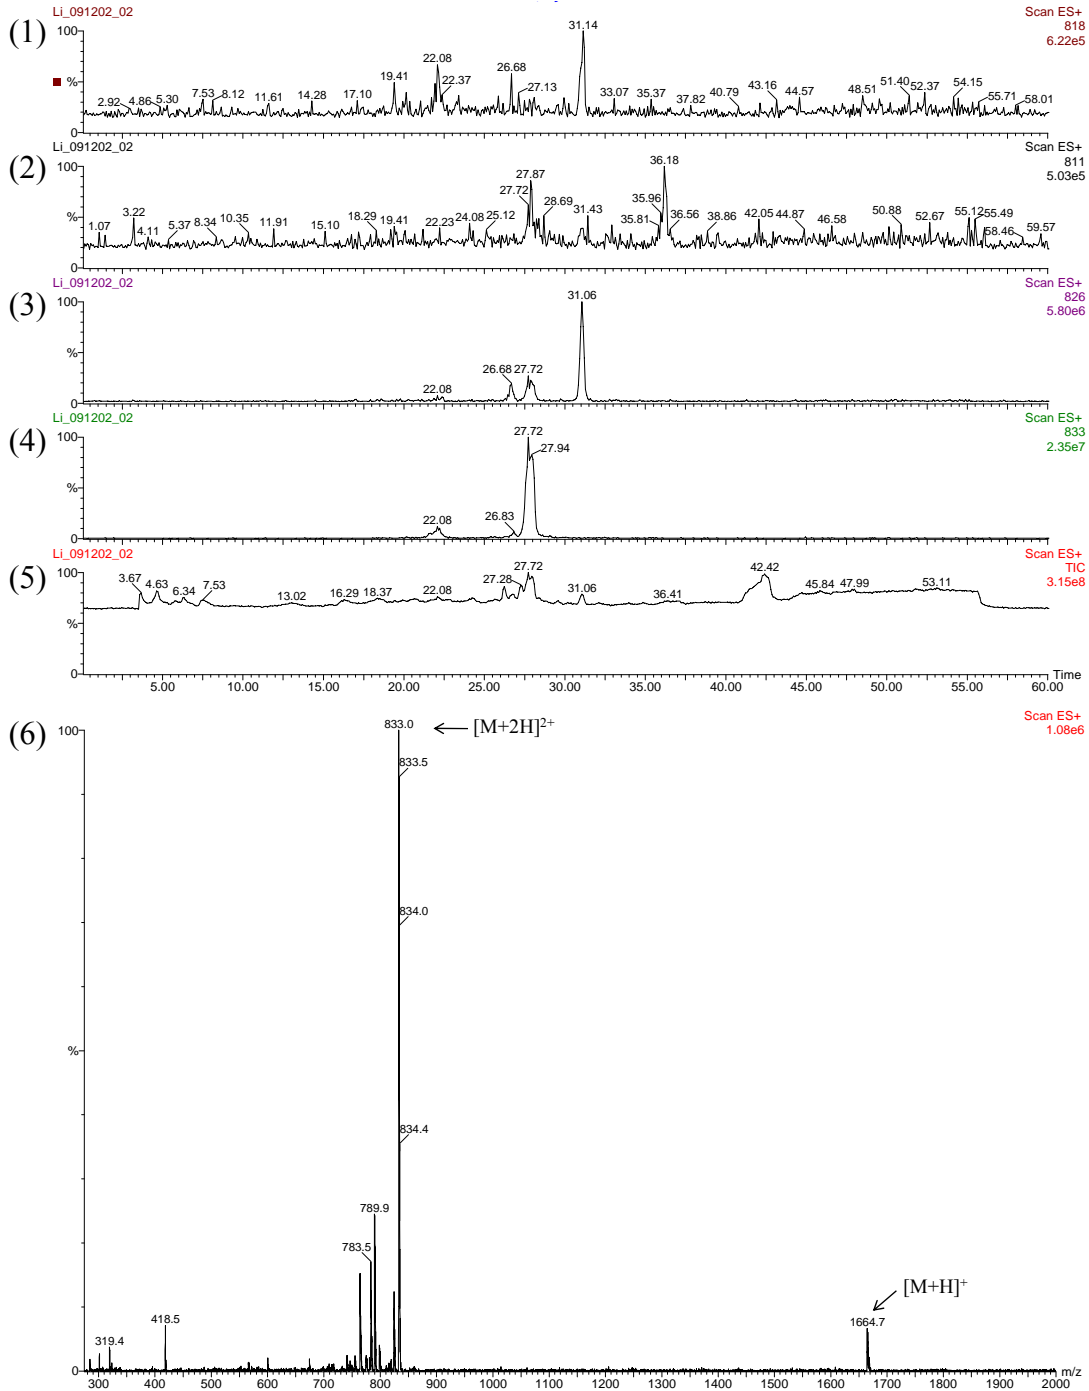 (1)
Li_091202_02
Scan ES+
818
6.22e5
100
%
0
2.92 4.86 5.30 7.53 8.12 11.61 14.28 17.10 19.41 22.08 22.37 26.68 27.13 31.14 33.07 35.37 37.82 40.79 43.16 44.57 48.51 51.40 52.37 54.15 55.71 58.01
(2)
Li_091202_02
Scan ES+
811
5.03e5
100
%
0
1.07 3.22 4.11 5.37 8.34 10.35 11.91 15.10 18.29 19.41 22.23 24.08 25.12 27.72 27.87 28.69 31.43 35.81 35.96 36.18 36.56 38.86 42.05 44.87 46.58 50.88 52.67 55.12 55.49 58.46 59.57
(3)
Li_091202_02
Scan ES+
826
5.80e6
100
%
0
22.08 26.68 27.72 31.06
(4)
Li_091202_02
Scan ES+
833
2.35e7
100
%
0
22.08 26.83 27.72 27.94
(5)
Li_091202_02
Scan ES+
TIC
3.15e8
100
%
0
3.67 4.63 6.34 7.53 13.02 16.29 18.37 22.08 27.28 27.72 31.06 36.41 42.42 45.84 47.99 53.11
Time
5.00 10.00 15.00 20.00 25.00 30.00 35.00 40.00 45.00 50.00 55.00 60.00
(6)
Scan ES+
1.08e6
100
%
0
833.0
[M+2H]2+
833.5
834.0
834.4
789.9
783.5
418.5
319.4
[M+H]+
1664.7
300 400 500 600 700 800 900 1000 1100 1200 1300 1400 1500 1600 1700 1800 1900 2000
m/z